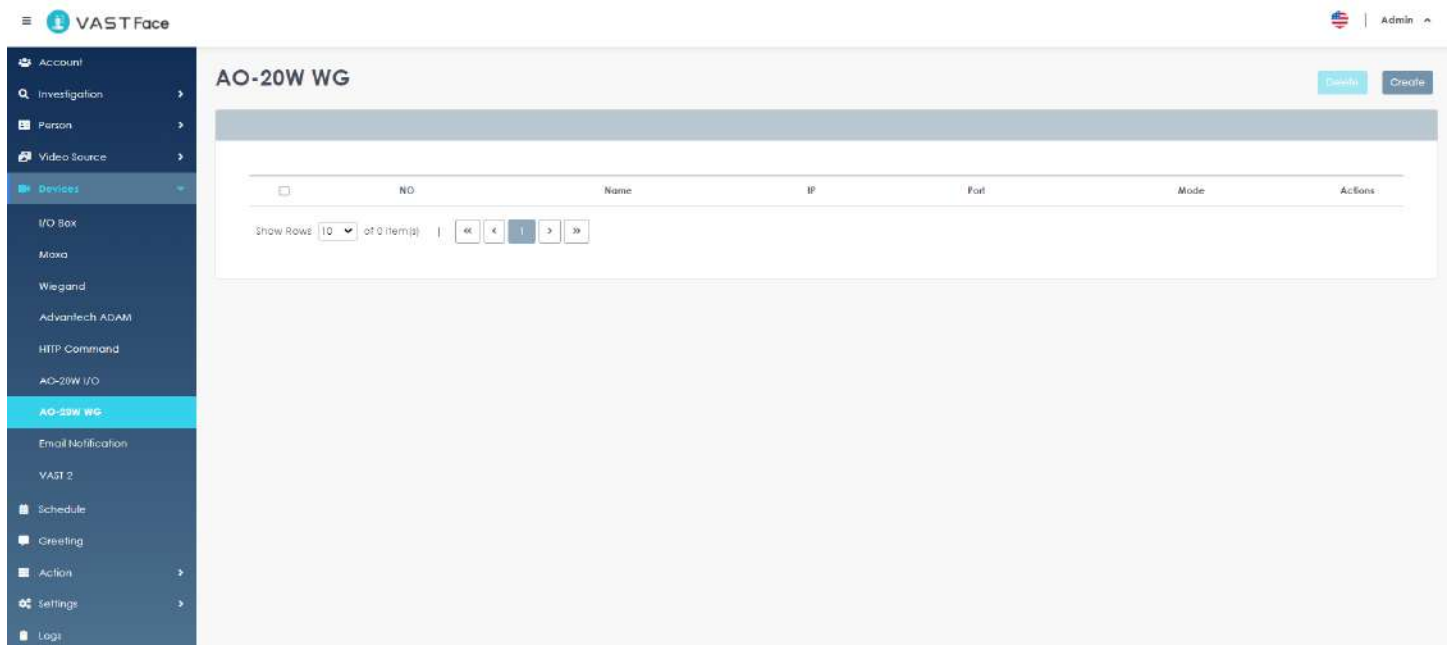 VAST Face
Admin
Account
Investigation
Person
Video Source
Devices
I/O Box
Moxa
Wiegand
Advantech ADAM
HTTP Command
AO-20W I/O
AO-20W WG
Email Notification
VAST 2
Schedule
Greeting
Action
Settings
Logs
AO-20W WG
Delete Create
NO Name IP Port Mode Actions
Show Rows 10 of 0 item(s) | « < 1 > »